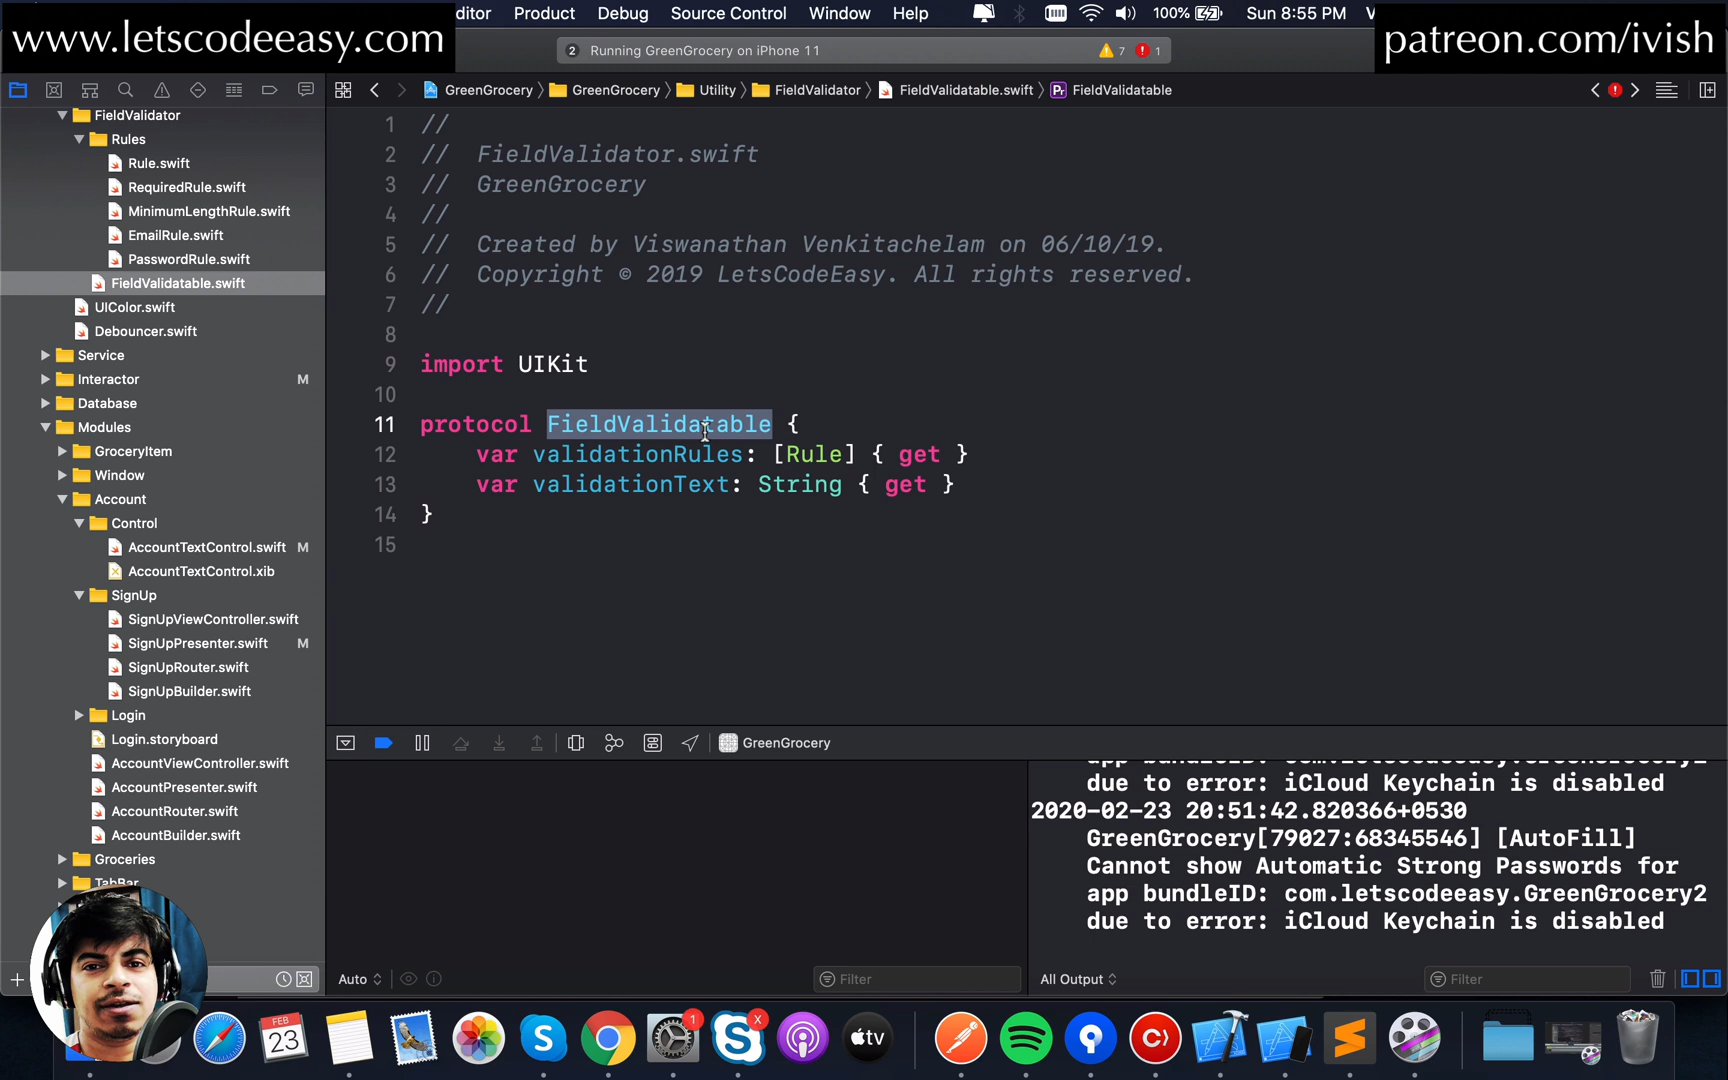 www.letscodeeasy.com
ditor Product Debug Source Control Window Help 100% Sun 8:55 PM V
patreon.com/ivish
2 Running GreenGrocery on iPhone 11 7 1
GreenGrocery GreenGrocery Utility FieldValidator FieldValidatable.swift Pr FieldValidatable
FieldValidator
Rules
Rule.swift
RequiredRule.swift
MinimumLengthRule.swift
EmailRule.swift
PasswordRule.swift
FieldValidatable.swift
UIColor.swift
Debouncer.swift
Service
Interactor M
Database
Modules
GroceryItem
Window
Account
Control
AccountTextControl.swift M
AccountTextControl.xib
SignUp
SignUpViewController.swift
SignUpPresenter.swift M
SignUpRouter.swift
SignUpBuilder.swift
Login
Login.storyboard
AccountViewController.swift
AccountPresenter.swift
AccountRouter.swift
AccountBuilder.swift
Groceries
TabBar
1 //
2 // FieldValidator.swift
3 // GreenGrocery
4 //
5 // Created by Viswanathan Venkitachelam on 06/10/19.
6 // Copyright © 2019 LetsCodeEasy. All rights reserved.
7 //
8
9 import UIKit
10
11 protocol FieldValidatable {
12 var validationRules: [Rule] { get }
13 var validationText: String { get }
14 }
15
GreenGrocery
due to error: iCloud Keychain is disabled
2020-02-23 20:51:42.820366+0530
GreenGrocery[79027:68345546] [AutoFill]
Cannot show Automatic Strong Passwords for
app bundleID: com.letscodeeasy.GreenGrocery2
due to error: iCloud Keychain is disabled
Auto Filter All Output Filter
FEB
23
1
X
tv